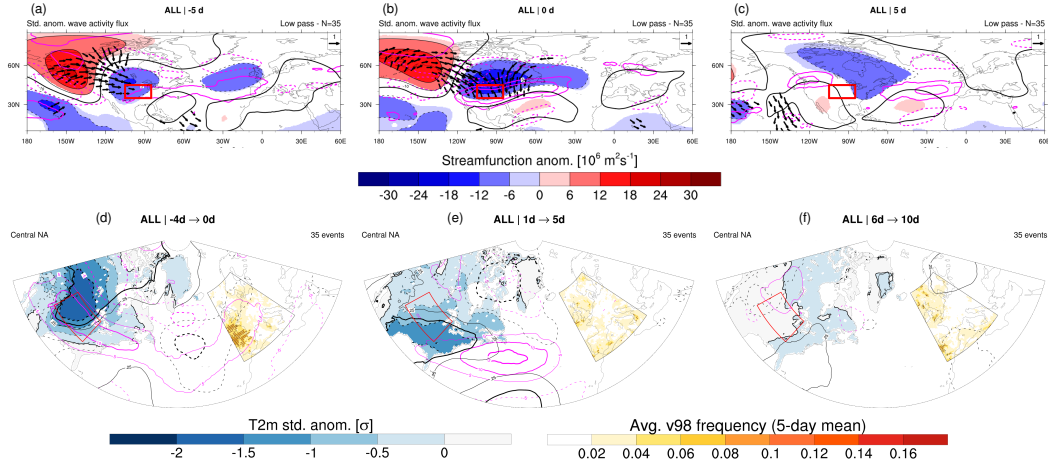 (a) ALL | -5 d
Std. anom. wave activity flux Low pass - N=35
1
60N
30N
180W 150W 120W 90W 60W 30W 0 30E 60E
(b) ALL | 0 d
Std. anom. wave activity flux Low pass - N=35
1
60N
30N
180W 150W 120W 90W 60W 30W 0 30E 60E
(c) ALL | 5 d
Std. anom. wave activity flux Low pass - N=35
1
60N
30N
180W 150W 120W 90W 60W 30W 0 30E 60E
Streamfunction anom. [10⁶ m²s⁻¹]
-30 -24 -18 -12 -6 0 6 12 18 24 30
(d) ALL | -4d → 0d
Central NA 35 events
(e) ALL | 1d → 5d
Central NA 35 events
(f) ALL | 6d → 10d
Central NA 35 events
T2m std. anom. [σ]
-2 -1.5 -1 -0.5 0
Avg. v98 frequency (5-day mean)
0.02 0.04 0.06 0.08 0.1 0.12 0.14 0.16